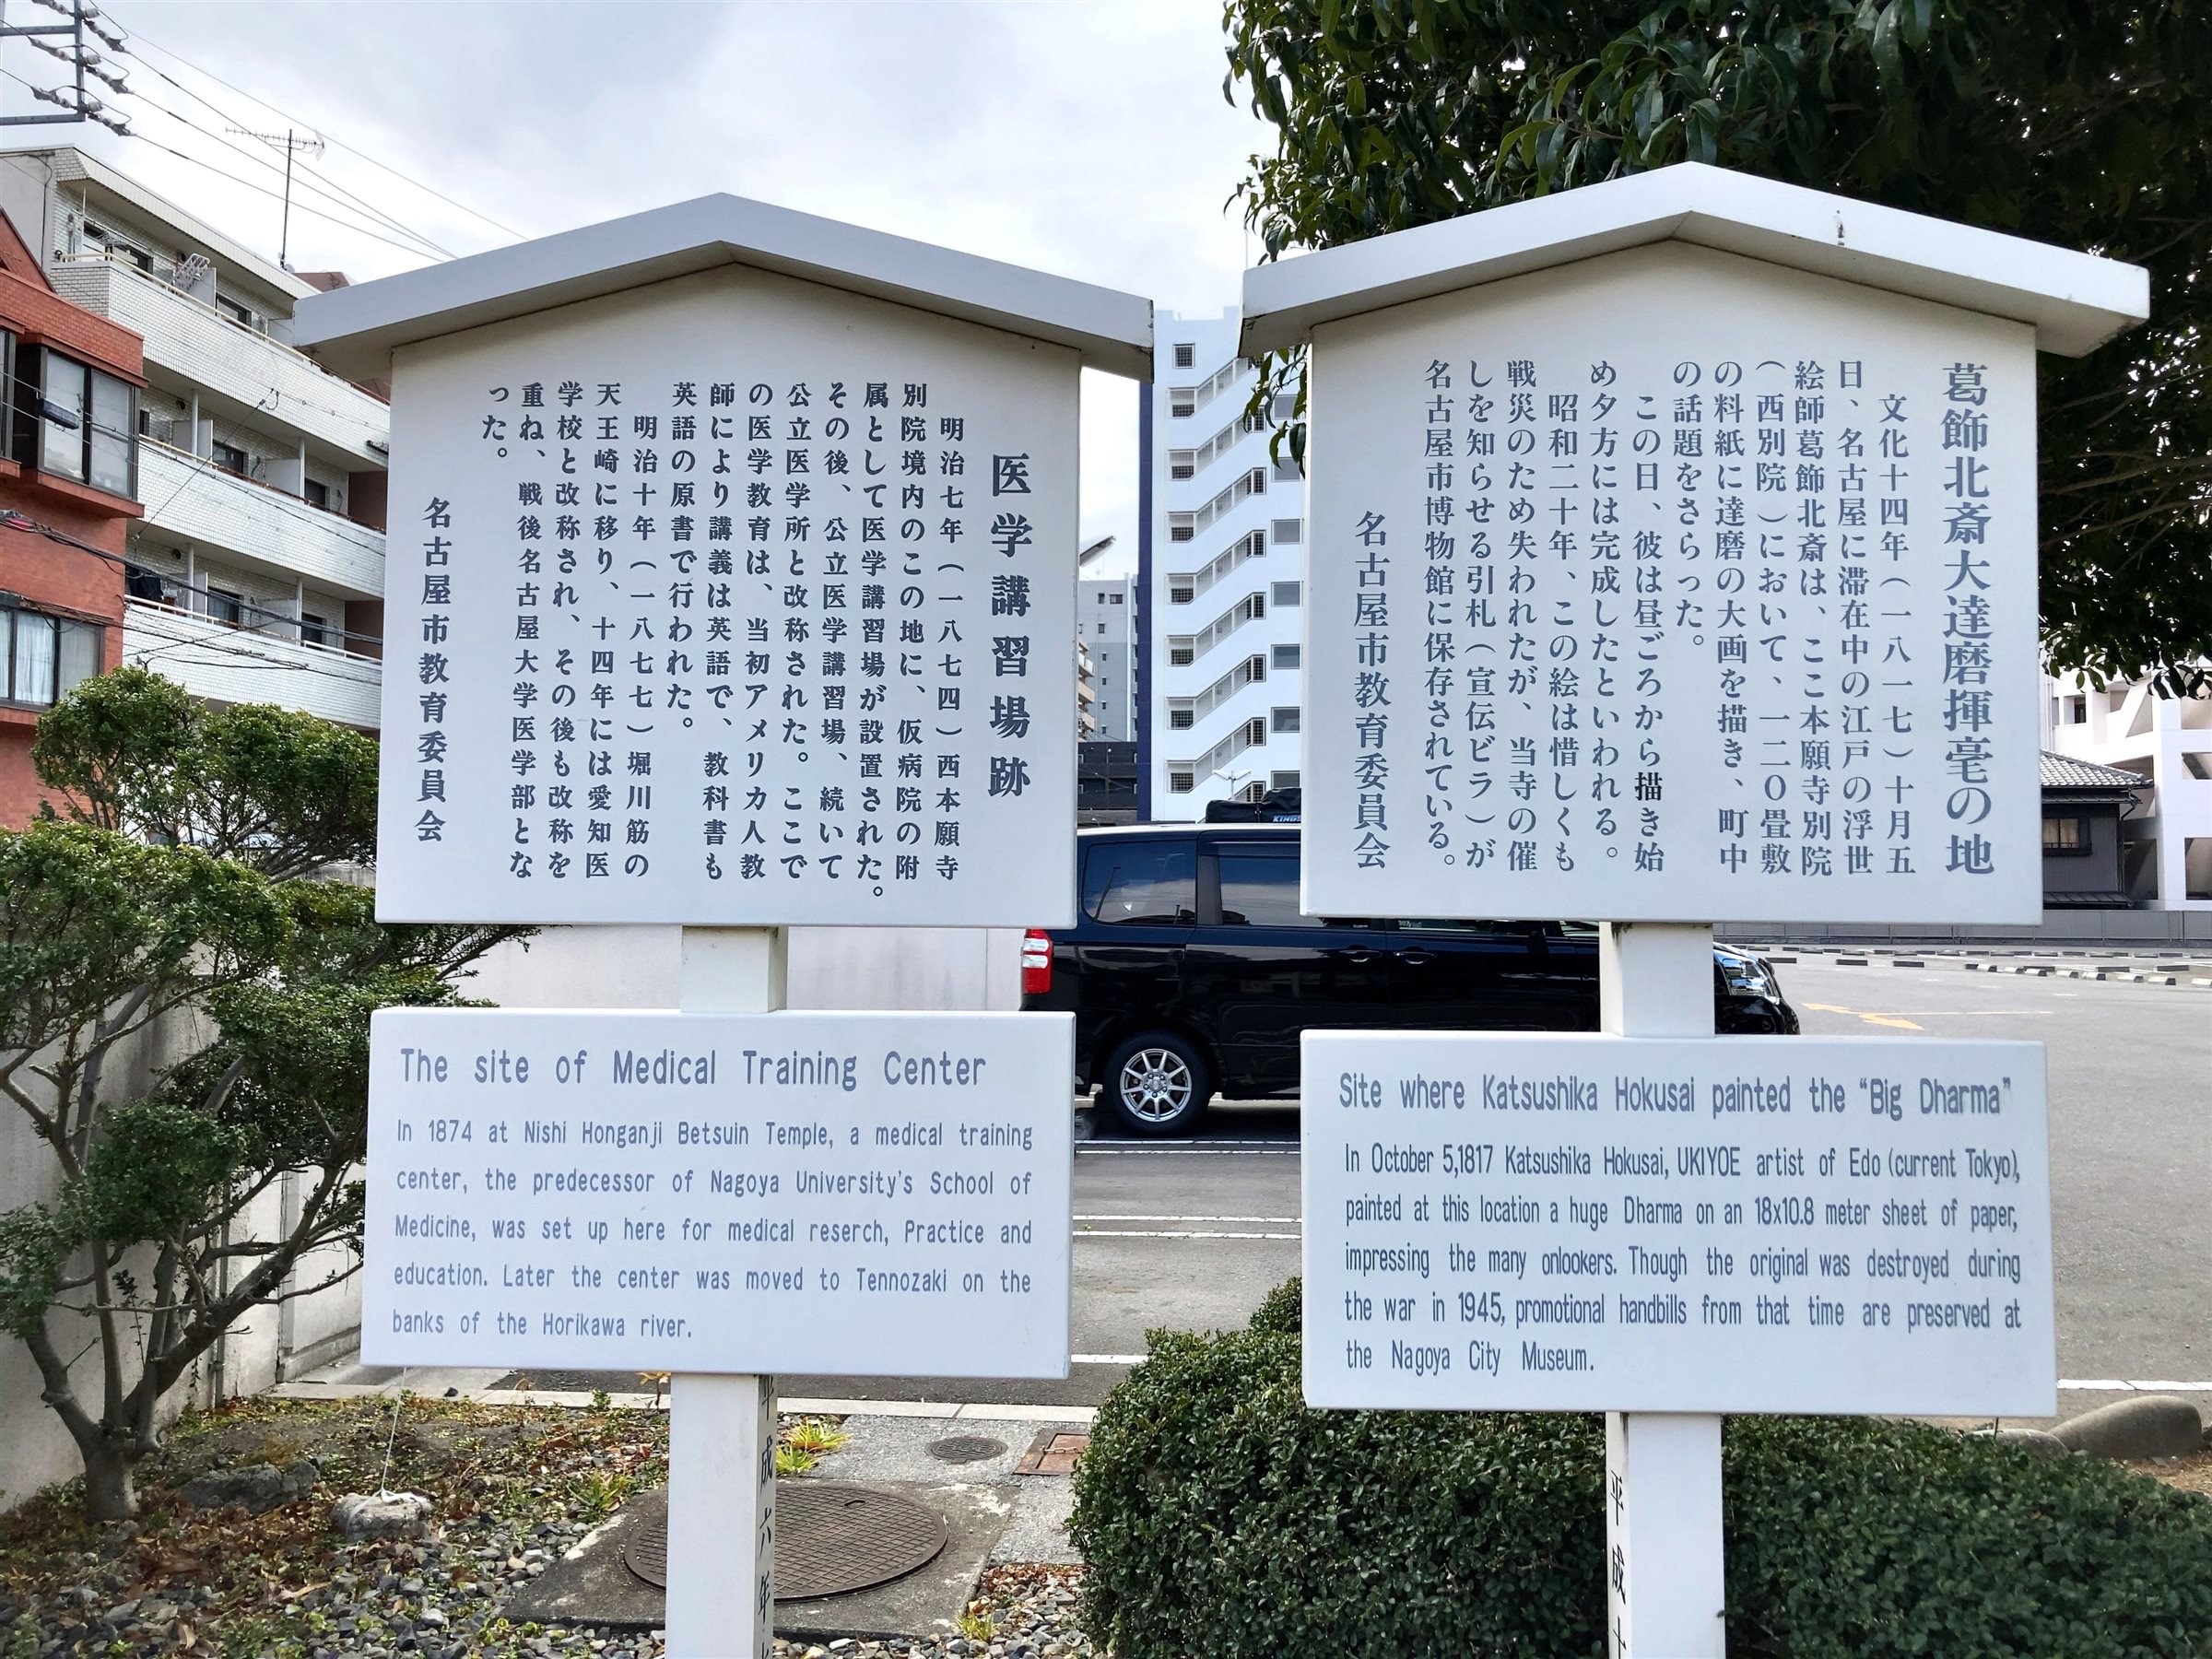 医学講習場跡
明治七年（一八七四）西本願寺
別院境内のこの地に、仮病院の附
属として医学講習場が設置された。
その後、公立医学講習場、続いて
公立医学所と改称された。ここで
の医学教育は、当初アメリカ人教
師により講義は英語で、教科書も
英語の原書で行われた。
明治十年（一八七七）堀川筋の
天王崎に移り、十四年には愛知医
学校と改称され、その後も改称を
重ね、戦後名古屋大学医学部とな
った。
名古屋市教育委員会
The site of Medical Training Center
In 1874 at Nishi Honganji Betsuin Temple, a medical training
center, the predecessor of Nagoya University's School of
Medicine, was set up here for medical reserch, Practice and
education. Later the center was moved to Tennozaki on the
banks of the Horikawa river.
平成六年
葛飾北斎大達磨揮毫の地
文化十四年（一八一七）十月五
日、名古屋に滞在中の江戸の浮世
絵師葛飾北斎は、ここ本願寺別院
（西別院）において、一二〇畳敷
の料紙に達磨の大画を描き、町中
の話題をさらった。
この日、彼は昼ごろから描き始
め夕方には完成したといわれる。
昭和二十年、この絵は惜しくも
戦災のため失われたが、当寺の催
しを知らせる引札（宣伝ビラ）が
名古屋市博物館に保存されている。
名古屋市教育委員会
Site where Katsushika Hokusai painted the “Big Dharma”
In October 5,1817 Katsushika Hokusai, UKIYOE artist of Edo (current Tokyo),
painted at this location a huge Dharma on an 18x10.8 meter sheet of paper,
impressing the many onlookers. Though the original was destroyed during
the war in 1945, promotional handbills from that time are preserved at
the Nagoya City Museum.
平成十